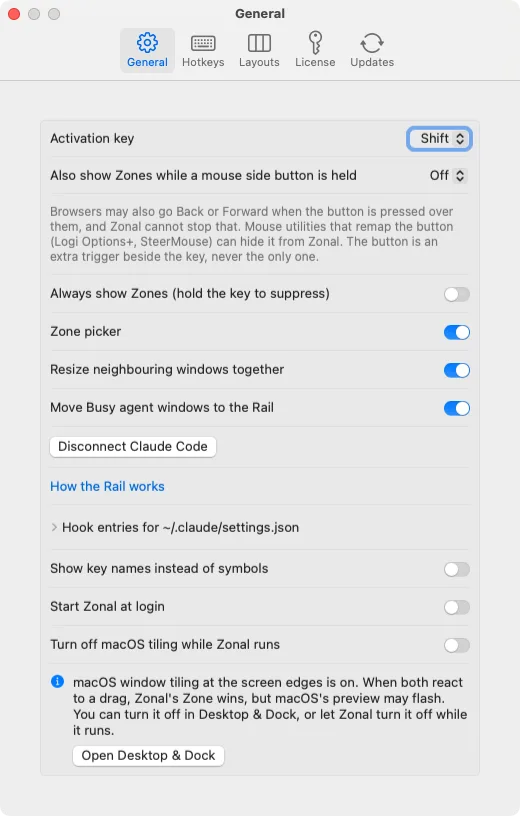 General
General
Hotkeys
Layouts
License
Updates
Activation key
Shift
Also show Zones while a mouse side button is held
Off
Browsers may also go Back or Forward when the button is pressed over
them, and Zonal cannot stop that. Mouse utilities that remap the button
(Logi Options+, SteerMouse) can hide it from Zonal. The button is an
extra trigger beside the key, never the only one.
Always show Zones (hold the key to suppress)
Zone picker
Resize neighbouring windows together
Move Busy agent windows to the Rail
Disconnect Claude Code
How the Rail works
Hook entries for ~/.claude/settings.json
Show key names instead of symbols
Start Zonal at login
Turn off macOS tiling while Zonal runs
macOS window tiling at the screen edges is on. When both react
to a drag, Zonal's Zone wins, but macOS's preview may flash.
You can turn it off in Desktop & Dock, or let Zonal turn it off while
it runs.
Open Desktop & Dock